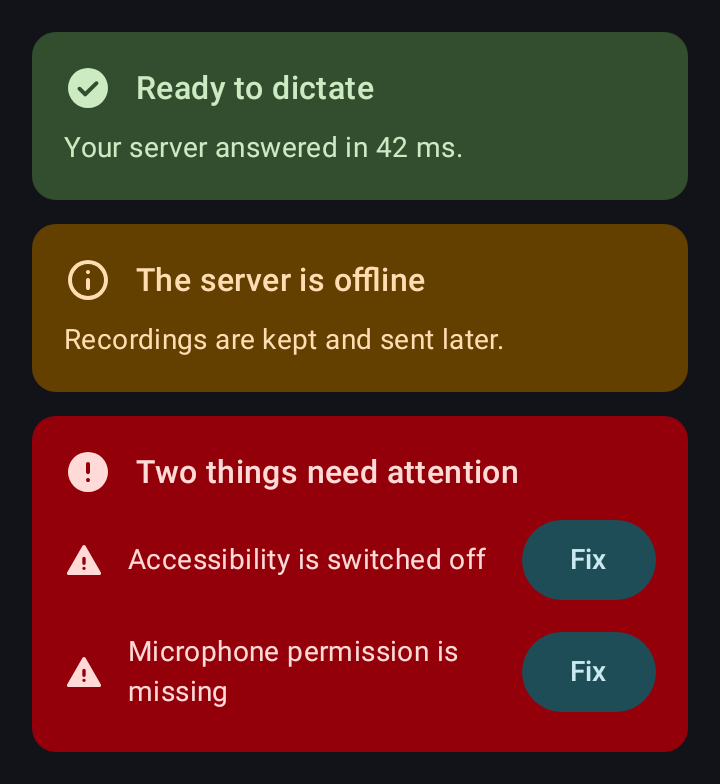 Ready to dictate
Your server answered in 42 ms.
The server is offline
Recordings are kept and sent later.
Two things need attention
Accessibility is switched off
Fix
Microphone permission is
missing
Fix